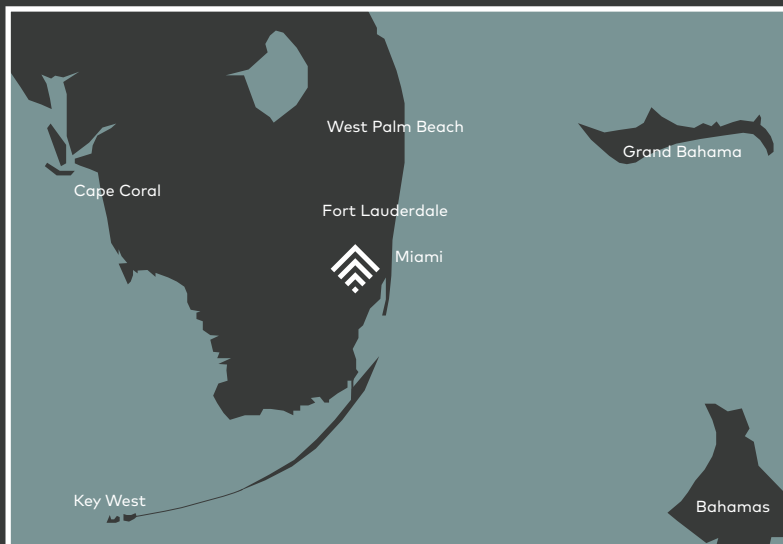 West Palm Beach
Grand Bahama
Cape Coral
Fort Lauderdale
Miami
Key West
Bahamas